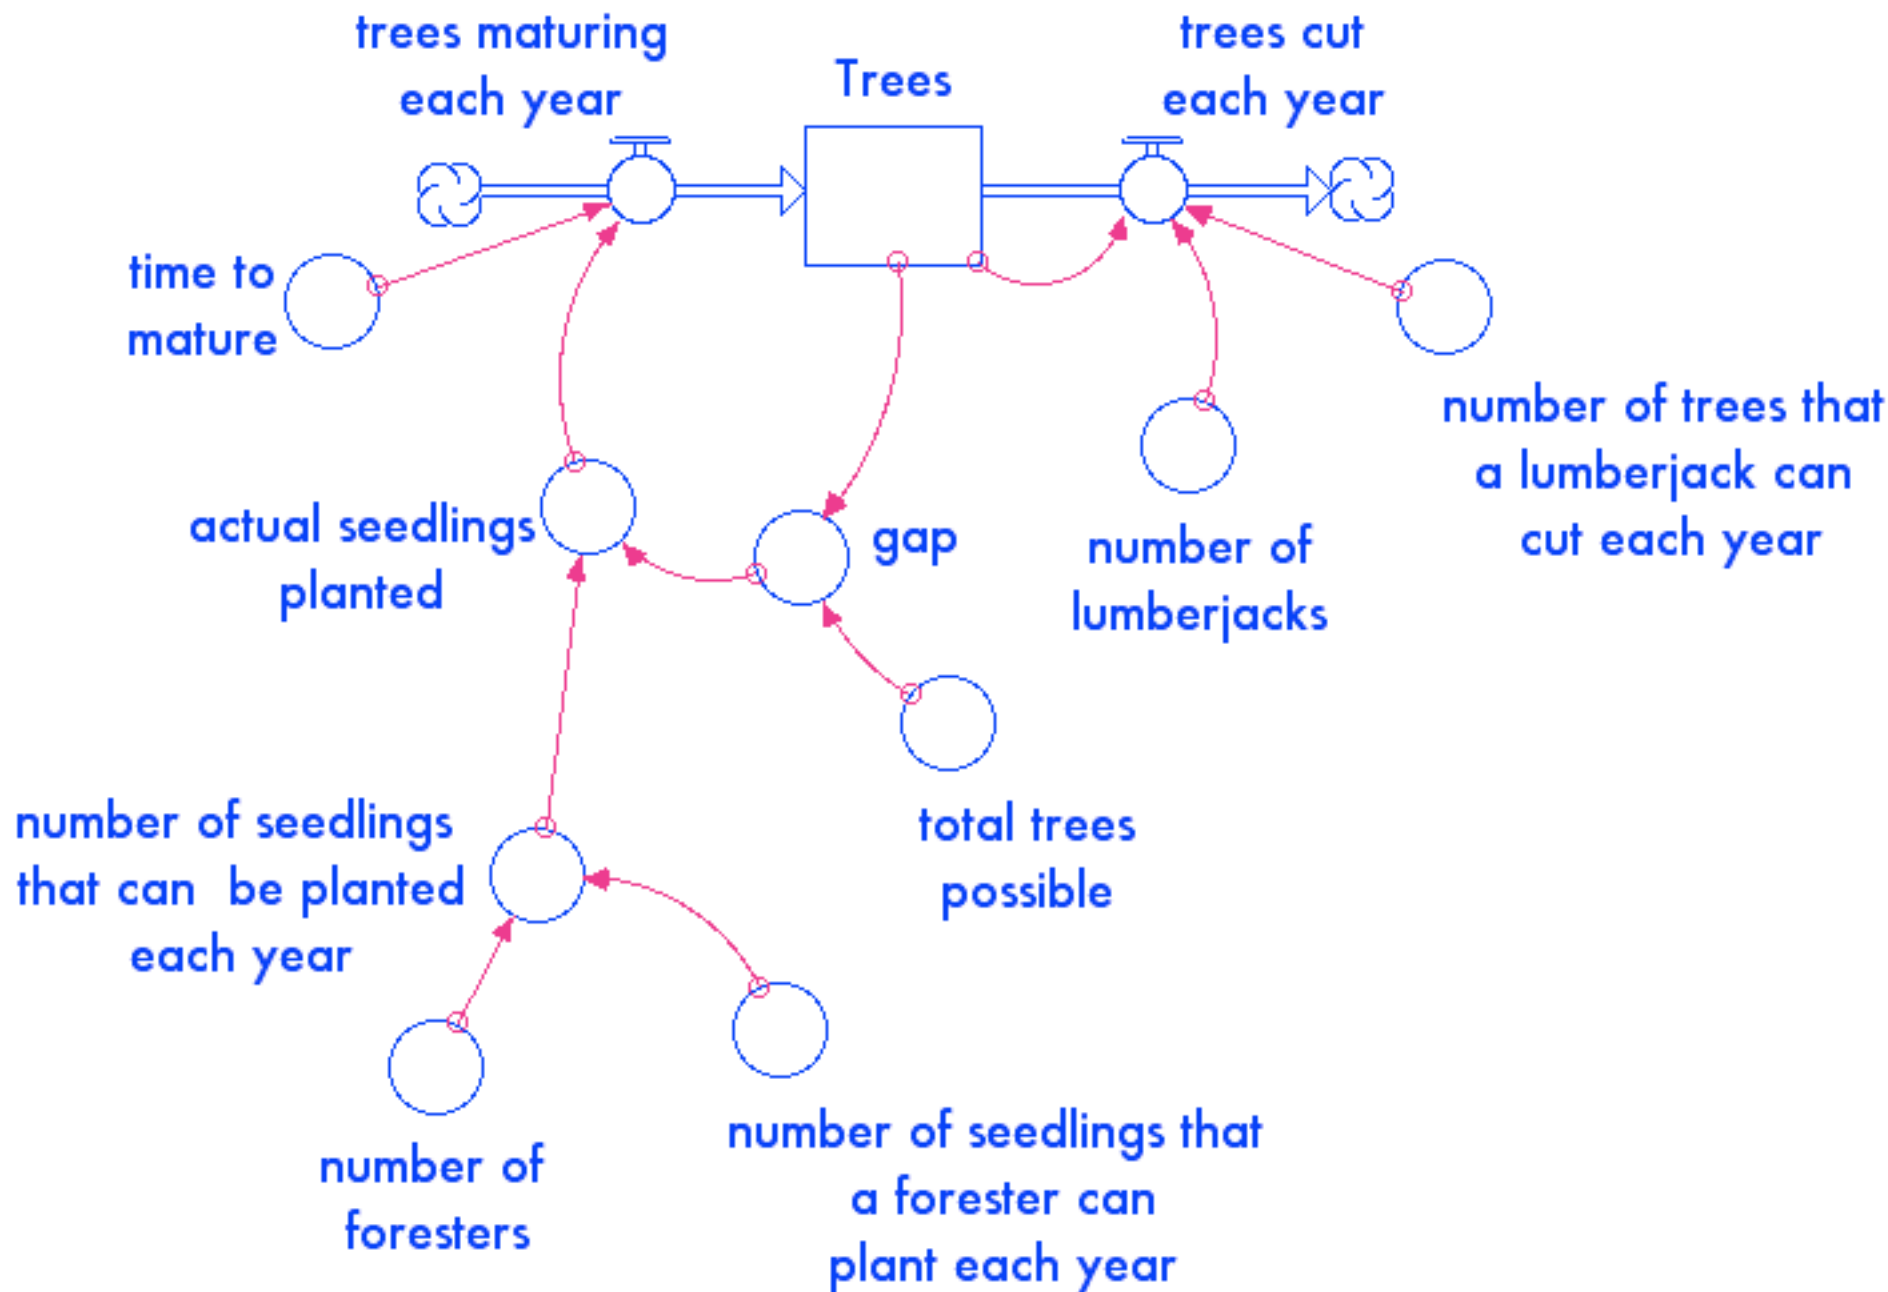 trees maturing
each year
Trees
trees cut
each year
time to
mature
number of trees that
a lumberjack can
cut each year
actual seedlings
planted
gap
number of
lumberjacks
number of seedlings
that can  be planted
each year
total trees
possible
number of
foresters
number of seedlings that
a forester can
plant each year